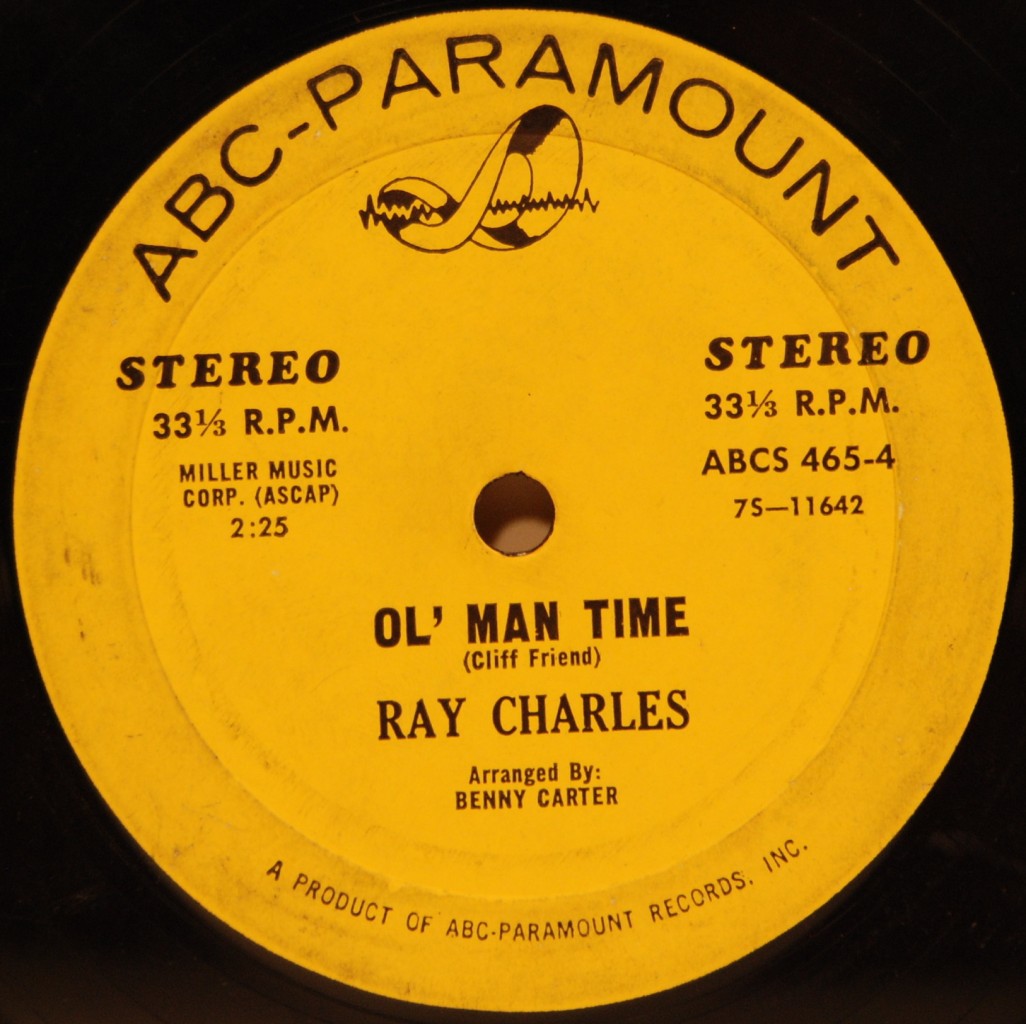 ABC-PARAMOUNT
STEREO
33⅓ R.P.M.
MILLER MUSIC
CORP. (ASCAP)
2:25
STEREO
33⅓ R.P.M.
ABCS 465-4
7S—11642
OL' MAN TIME
(Cliff Friend)
RAY CHARLES
Arranged By:
BENNY CARTER
A PRODUCT OF ABC-PARAMOUNT RECORDS, INC.